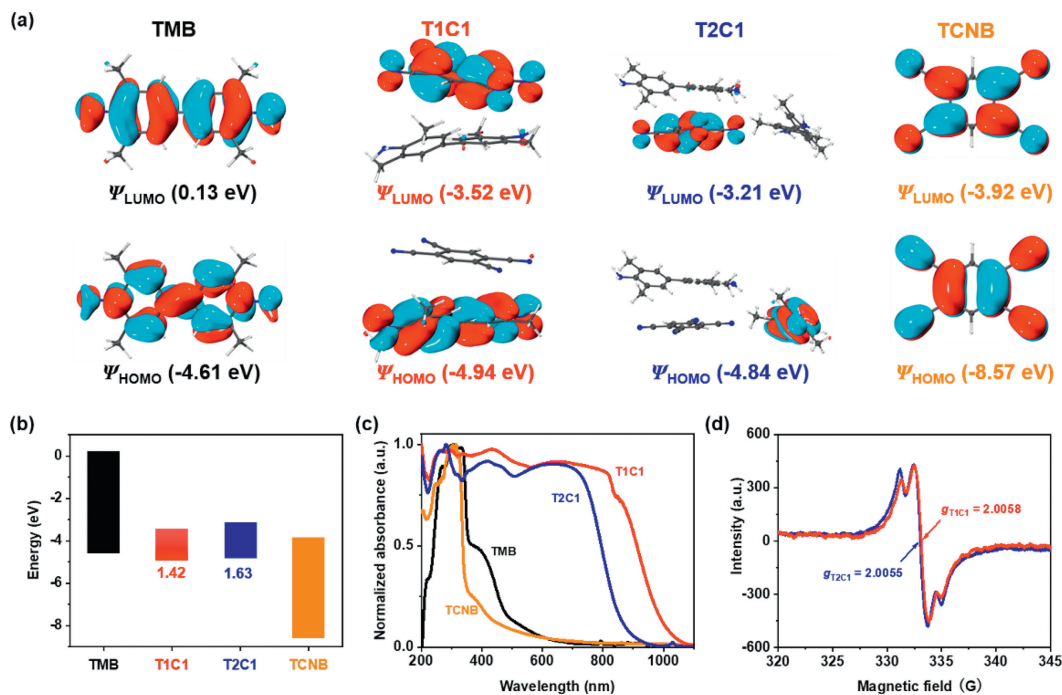 (a)
TMB T1C1 T2C1 TCNB
Ψ_LUMO (0.13 eV) Ψ_LUMO (-3.52 eV) Ψ_LUMO (-3.21 eV) Ψ_LUMO (-3.92 eV)
Ψ_HOMO (-4.61 eV) Ψ_HOMO (-4.94 eV) Ψ_HOMO (-4.84 eV) Ψ_HOMO (-8.57 eV)
(b)
Energy (eV)
0
-2
-4
-6
-8
1.42 1.63
TMB T1C1 T2C1 TCNB
(c)
Normalized absorbance (a.u.)
1.0
0.5
0.0
T1C1
T2C1
TMB
TCNB
200 400 600 800 1000
Wavelength (nm)
(d)
Intensity (a.u.)
600
300
0
-300
-600
g_T1C1 = 2.0058
g_T2C1 = 2.0055
320 325 330 335 340 345
Magnetic field (G)